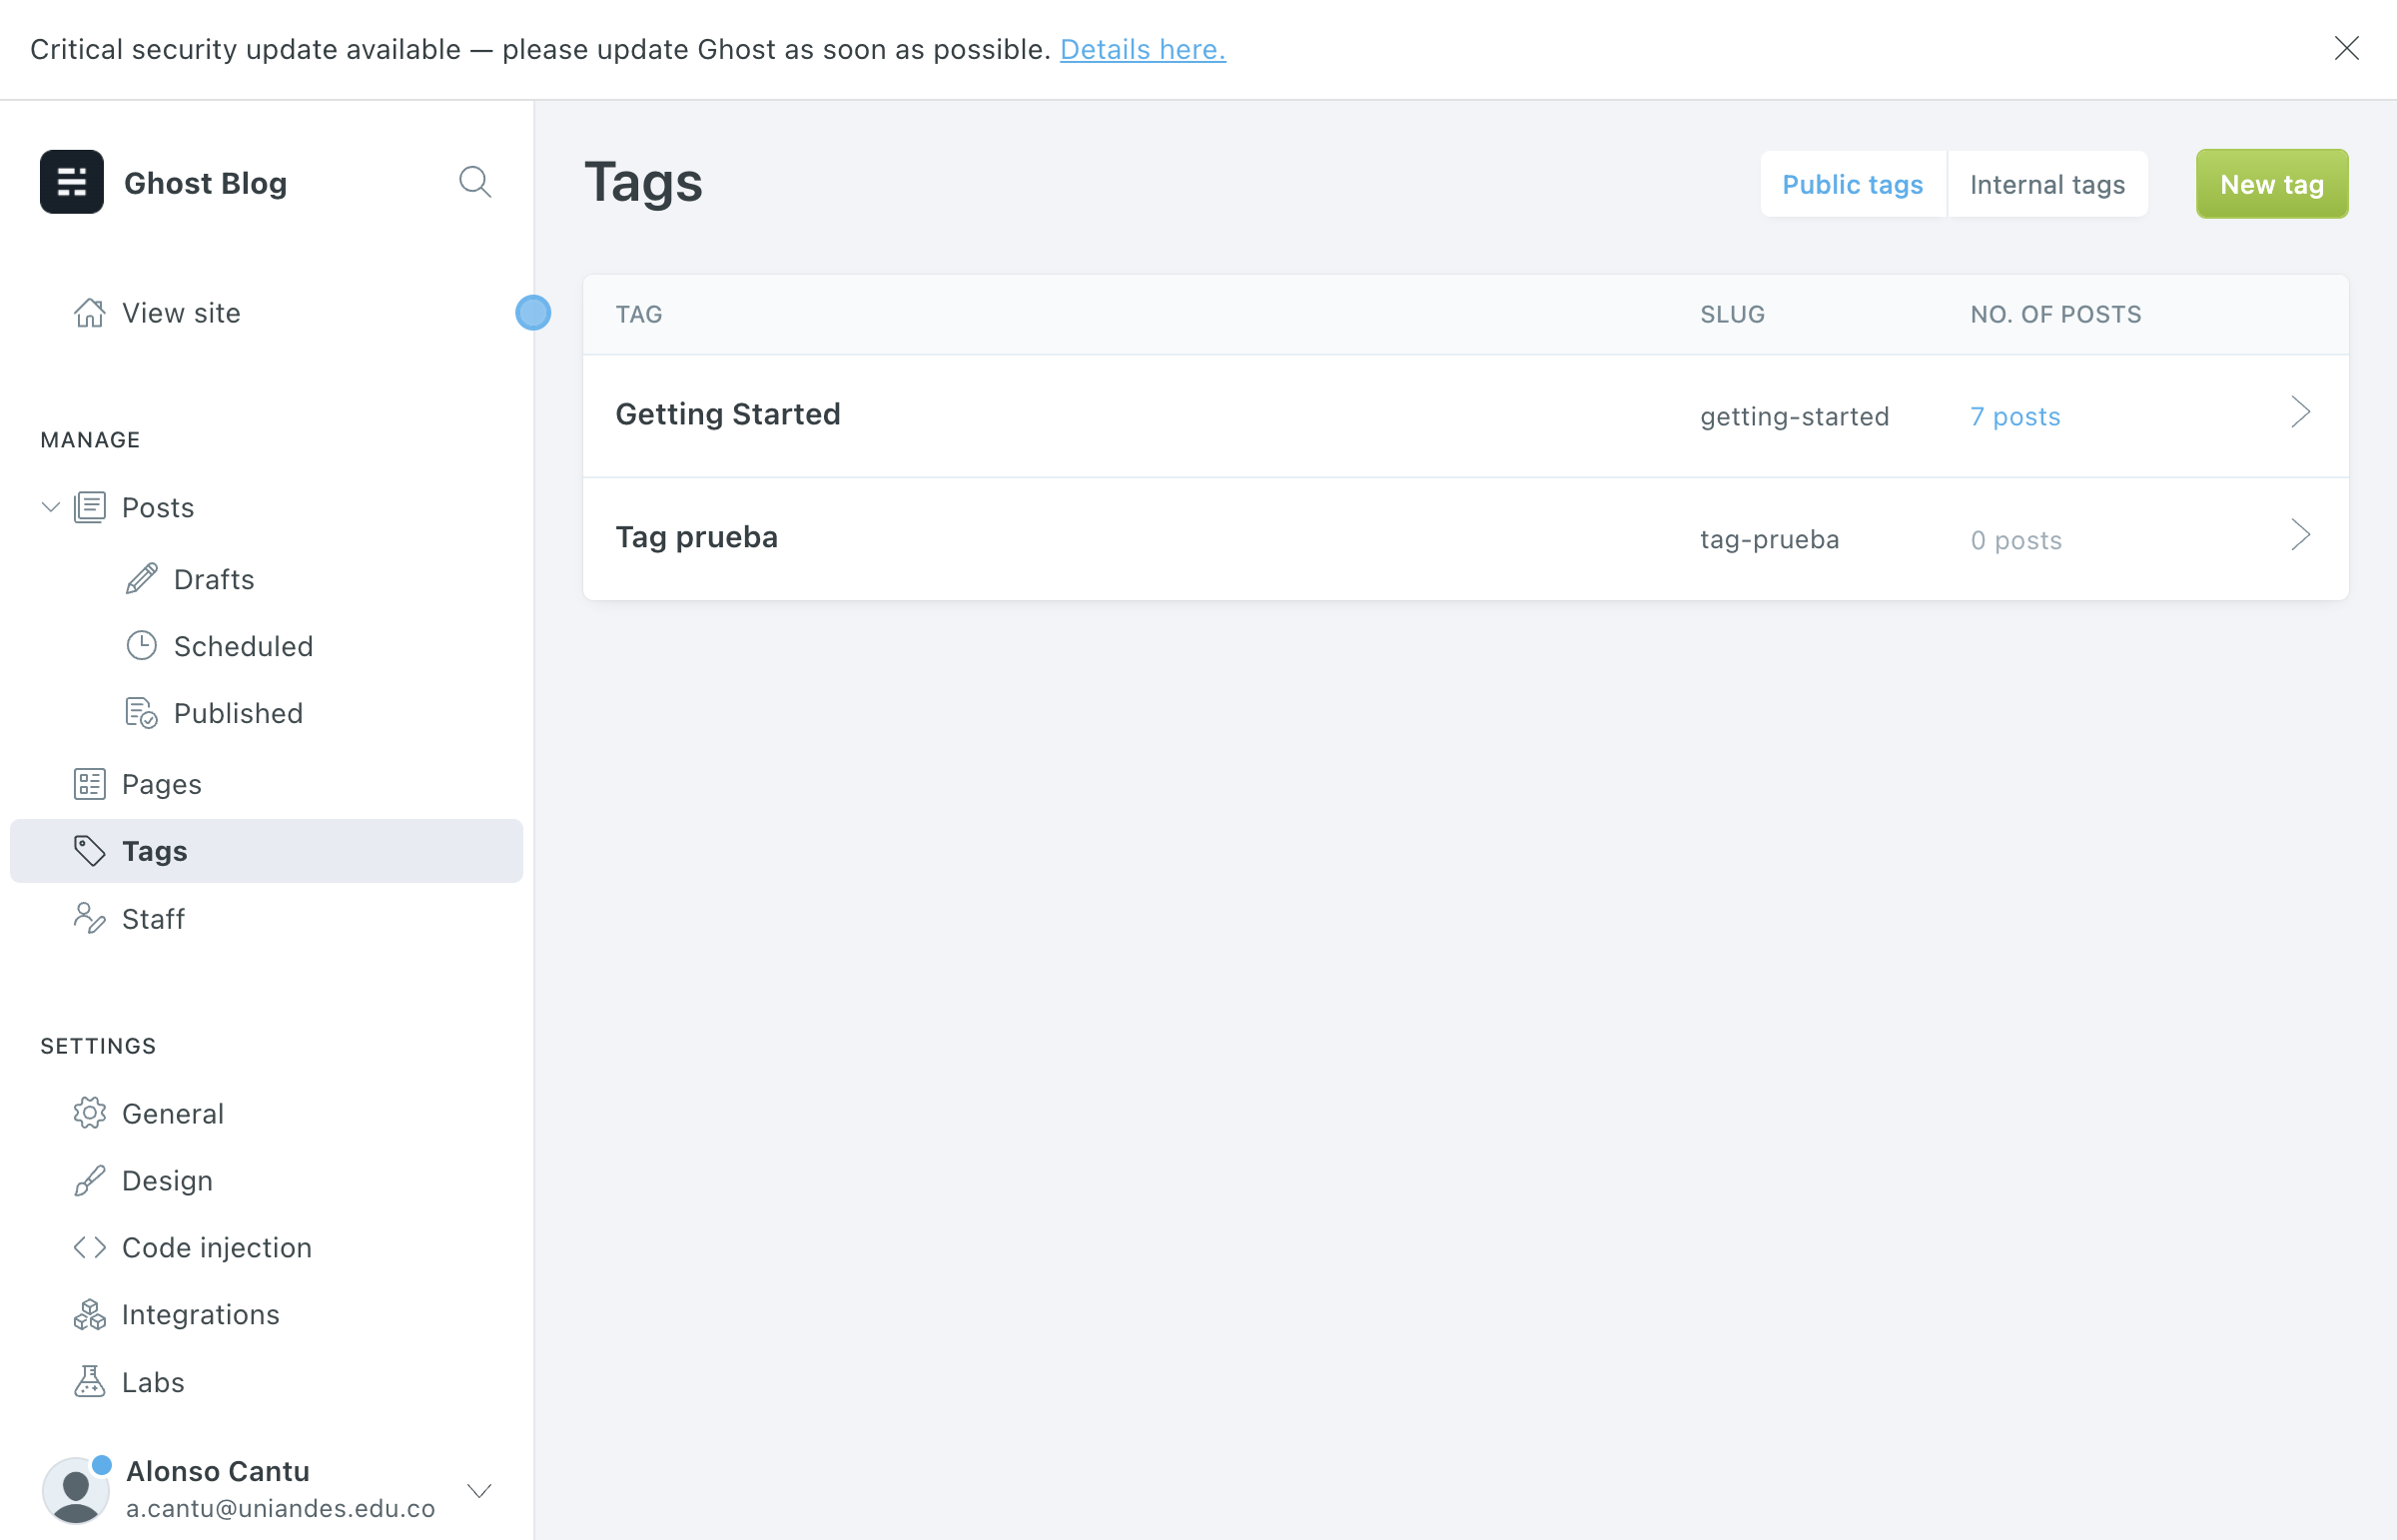 Critical security update available — please update Ghost as soon as possible. Details here.
Ghost Blog
View site
MANAGE
Posts
Drafts
Scheduled
Published
Pages
Tags
Staff
SETTINGS
General
Design
Code injection
Integrations
Labs
Alonso Cantu
a.cantu@uniandes.edu.co
Tags
Public tags Internal tags New tag
TAG SLUG NO. OF POSTS
Getting Started getting-started 7 posts
Tag prueba tag-prueba 0 posts